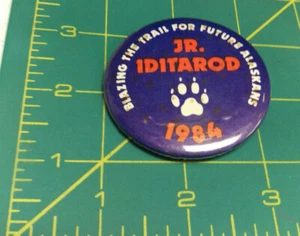 BLAZING THE TRAIL FOR FUTURE ALASKANS
JR.
IDITAROD
1984
3
2
1
1
2
3